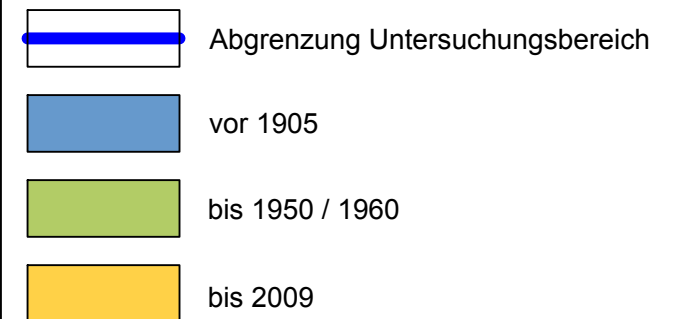 Abgrenzung Untersuchungsbereich
vor 1905
bis 1950 / 1960
bis 2009